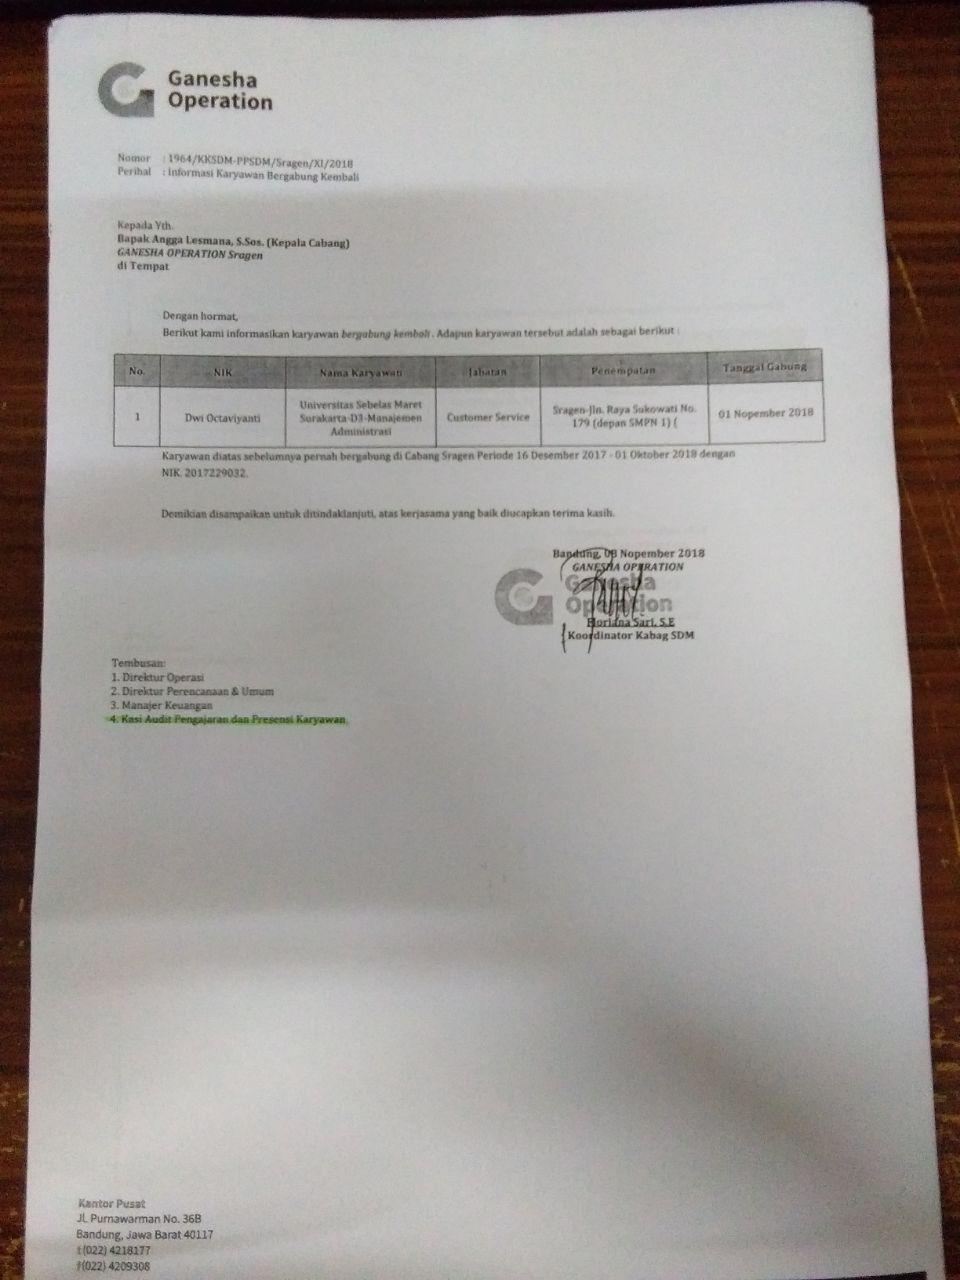 Ganesha
Operation
Nomor : 1964/KKSDM-PPSDM/Sragen/XI/2018
Perihal : Informasi Karyawan Bergabung Kembali
Kepada Yth.
Bapak Angga Lesmana, S.Sos. (Kepala Cabang)
GANESHA OPERATION Sragen
di Tempat
Dengan hormat,
Berikut kami informasikan karyawan bergabung kembali. Adapun karyawan tersebut adalah sebagai berikut :
No. NIK Nama Karyawan Jabatan Penempatan Tanggal Gabung
1 Dwi Octaviyanti Universitas Sebelas Maret Surakarta-D3-Manajemen Administrasi Customer Service Sragen-Jln. Raya Sukowati No. 179 (depan SMPN 1) ( 01 Nopember 2018
Karyawan diatas sebelumnya pernah bergabung di Cabang Sragen Periode 16 Desember 2017 - 01 Oktober 2018 dengan
NIK. 2017229032.
Demikian disampaikan untuk ditindaklanjuti, atas kerjasama yang baik diucapkan terima kasih.
Bandung, 08 Nopember 2018
GANESHA OPERATION
Ganesha
Operation
Floriana Sari, S.E
Koordinator Kabag SDM
Tembusan:
1. Direktur Operasi
2. Direktur Perencanaan & Umum
3. Manajer Keuangan
4. Kasi Audit Pengajaran dan Presensi Karyawan
Kantor Pusat
Jl. Purnawarman No. 36B
Bandung, Jawa Barat 40117
t (022) 4218177
f (022) 4209308